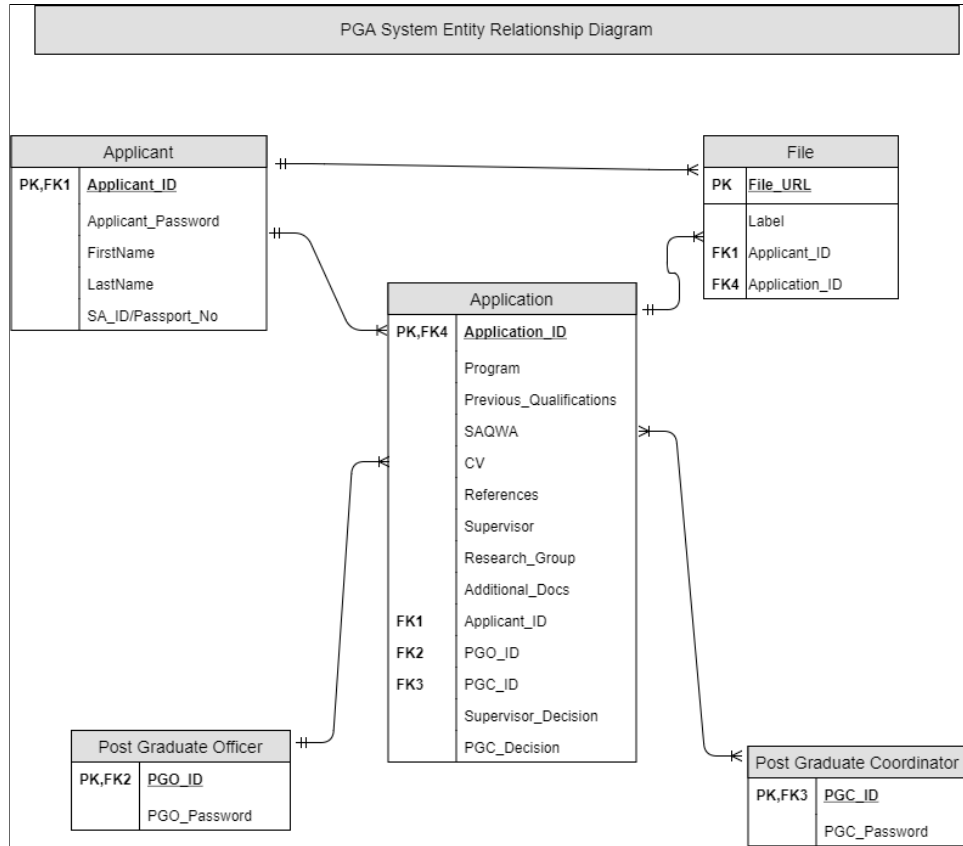 PGA System Entity Relationship Diagram
Applicant
PK,FK1 Applicant_ID
Applicant_Password
FirstName
LastName
SA_ID/Passport_No
File
PK File_URL
Label
FK1 Applicant_ID
FK4 Application_ID
Application
PK,FK4 Application_ID
Program
Previous_Qualifications
SAQWA
CV
References
Supervisor
Research_Group
Additional_Docs
FK1 Applicant_ID
FK2 PGO_ID
FK3 PGC_ID
Supervisor_Decision
PGC_Decision
Post Graduate Officer
PK,FK2 PGO_ID
PGO_Password
Post Graduate Coordinator
PK,FK3 PGC_ID
PGC_Password